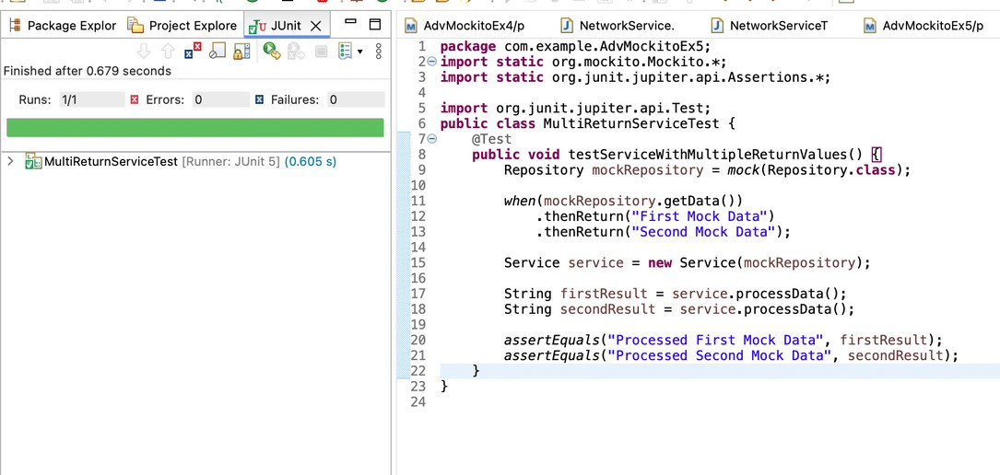 Package Explor Project Explore JUnit
Finished after 0.679 seconds
Runs: 1/1 Errors: 0 Failures: 0
MultiReturnServiceTest [Runner: JUnit 5] (0.605 s)
AdvMockitoEx4/p NetworkService. NetworkServiceT AdvMockitoEx5/p
1 package com.example.AdvMockitoEx5;
2 import static org.mockito.Mockito.*;
3 import static org.junit.jupiter.api.Assertions.*;
4
5 import org.junit.jupiter.api.Test;
6 public class MultiReturnServiceTest {
7 @Test
8 public void testServiceWithMultipleReturnValues() {
9 Repository mockRepository = mock(Repository.class);
10
11 when(mockRepository.getData())
12 .thenReturn("First Mock Data")
13 .thenReturn("Second Mock Data");
14
15 Service service = new Service(mockRepository);
16
17 String firstResult = service.processData();
18 String secondResult = service.processData();
19
20 assertEquals("Processed First Mock Data", firstResult);
21 assertEquals("Processed Second Mock Data", secondResult);
22 }
23 }
24